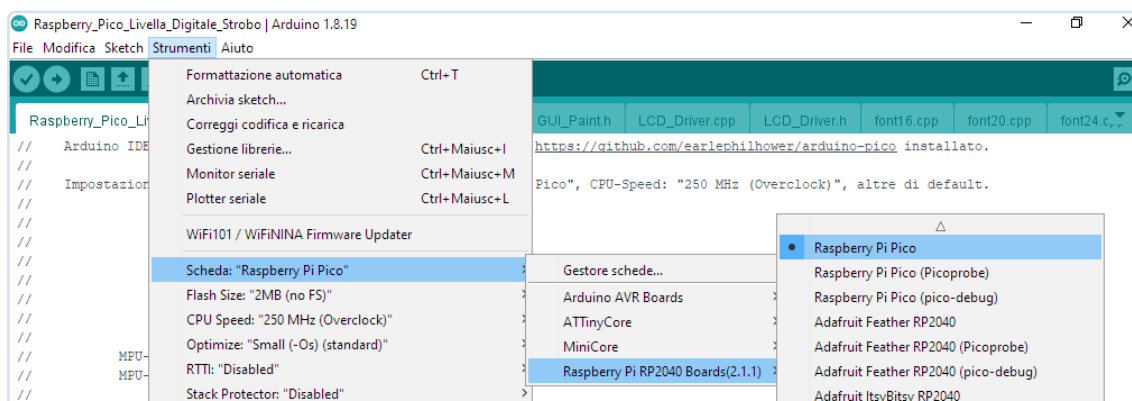 Raspberry_Pico_Livella_Digitale_Strobo | Arduino 1.8.19
File Modifica Sketch Strumenti Aiuto
Formattazione automatica Ctrl+T
Archivia sketch...
Raspberry_Pico_Li Correggi codifica e ricarica GUI_Paint.h LCD_Driver.cpp LCD_Driver.h font16.cpp font20.cpp font24.c
// Arduino IDE Gestione librerie... Ctrl+Maiusc+I https://github.com/earlephilhower/arduino-pico installato.
//
Monitor seriale Ctrl+Maiusc+M
// Impostazion Pico", CPU-Speed: "250 MHz (Overclock)", altre di default.
Plotter seriale Ctrl+Maiusc+L
//
//
WiFi101 / WiFiNINA Firmware Updater
//
Raspberry Pi Pico
//
Scheda: "Raspberry Pi Pico" Gestore schede... Raspberry Pi Pico (Picoprobe)
//
Flash Size: "2MB (no FS)" Arduino AVR Boards Raspberry Pi Pico (pico-debug)
//
CPU Speed: "250 MHz (Overclock)" ATTinyCore Adafruit Feather RP2040
//
Optimize: "Small (-Os) (standard)" MiniCore Adafruit Feather RP2040 (Picoprobe)
// MPU-
RTTI: "Disabled" Raspberry Pi RP2040 Boards(2.1.1) Adafruit Feather RP2040 (pico-debug)
// MPU-
// Stack Protector: "Disabled" Adafruit ItsyBitsy RP2040